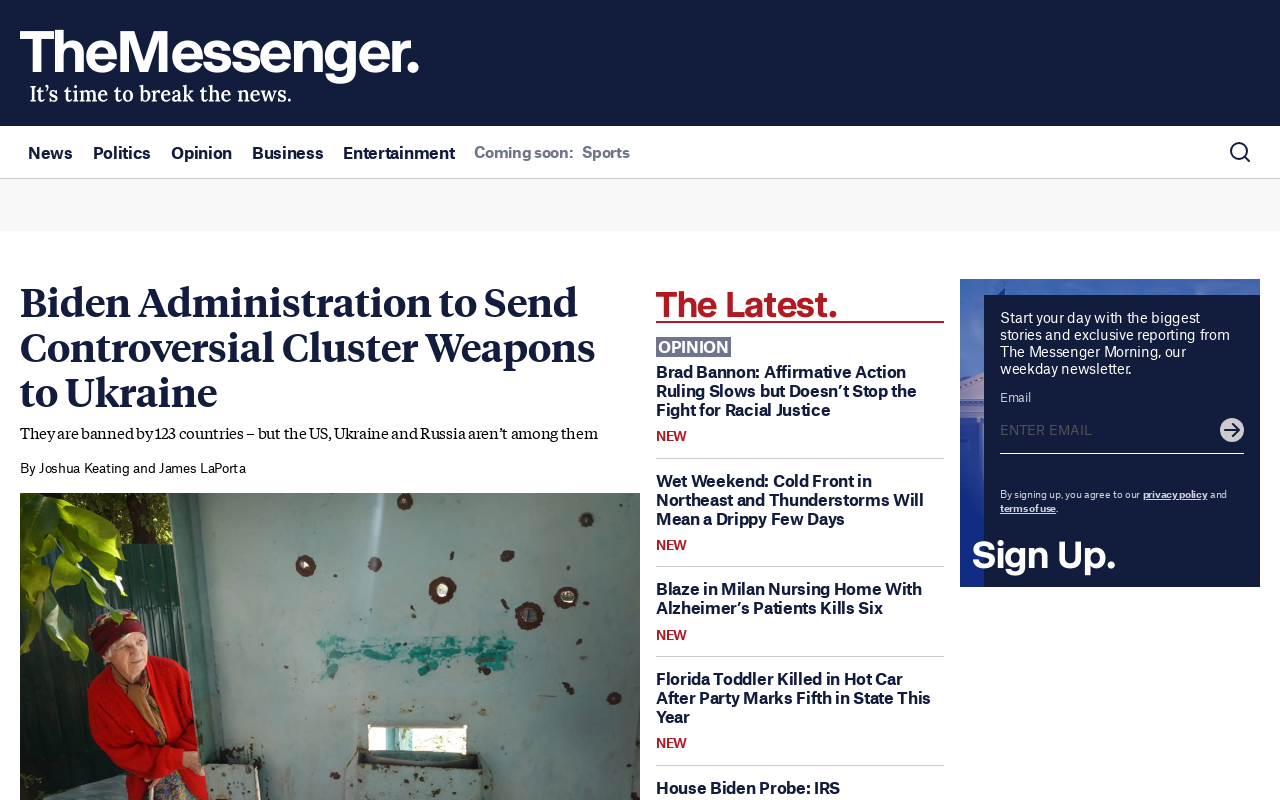 TheMessenger.
It's time to break the news.
News Politics Opinion Business Entertainment Coming soon: Sports
Biden Administration to Send
Controversial Cluster Weapons
to Ukraine
They are banned by 123 countries – but the US, Ukraine and Russia aren't among them
By Joshua Keating and James LaPorta
The Latest.
OPINION
Brad Bannon: Affirmative Action
Ruling Slows but Doesn't Stop the
Fight for Racial Justice
NEW
Wet Weekend: Cold Front in
Northeast and Thunderstorms Will
Mean a Drippy Few Days
NEW
Blaze in Milan Nursing Home With
Alzheimer's Patients Kills Six
NEW
Florida Toddler Killed in Hot Car
After Party Marks Fifth in State This
Year
NEW
House Biden Probe: IRS
Start your day with the biggest
stories and exclusive reporting from
The Messenger Morning, our
weekday newsletter.
Email
ENTER EMAIL
By signing up, you agree to our privacy policy and
terms of use.
Sign Up.